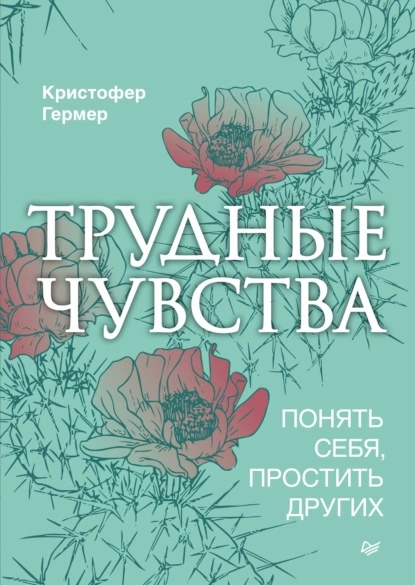 Кристофер
Гермер
ТРУДНЫЕ
ЧУВСТВА
ПОНЯТЬ
СЕБЯ,
ПРОСТИТЬ
ДРУГИХ